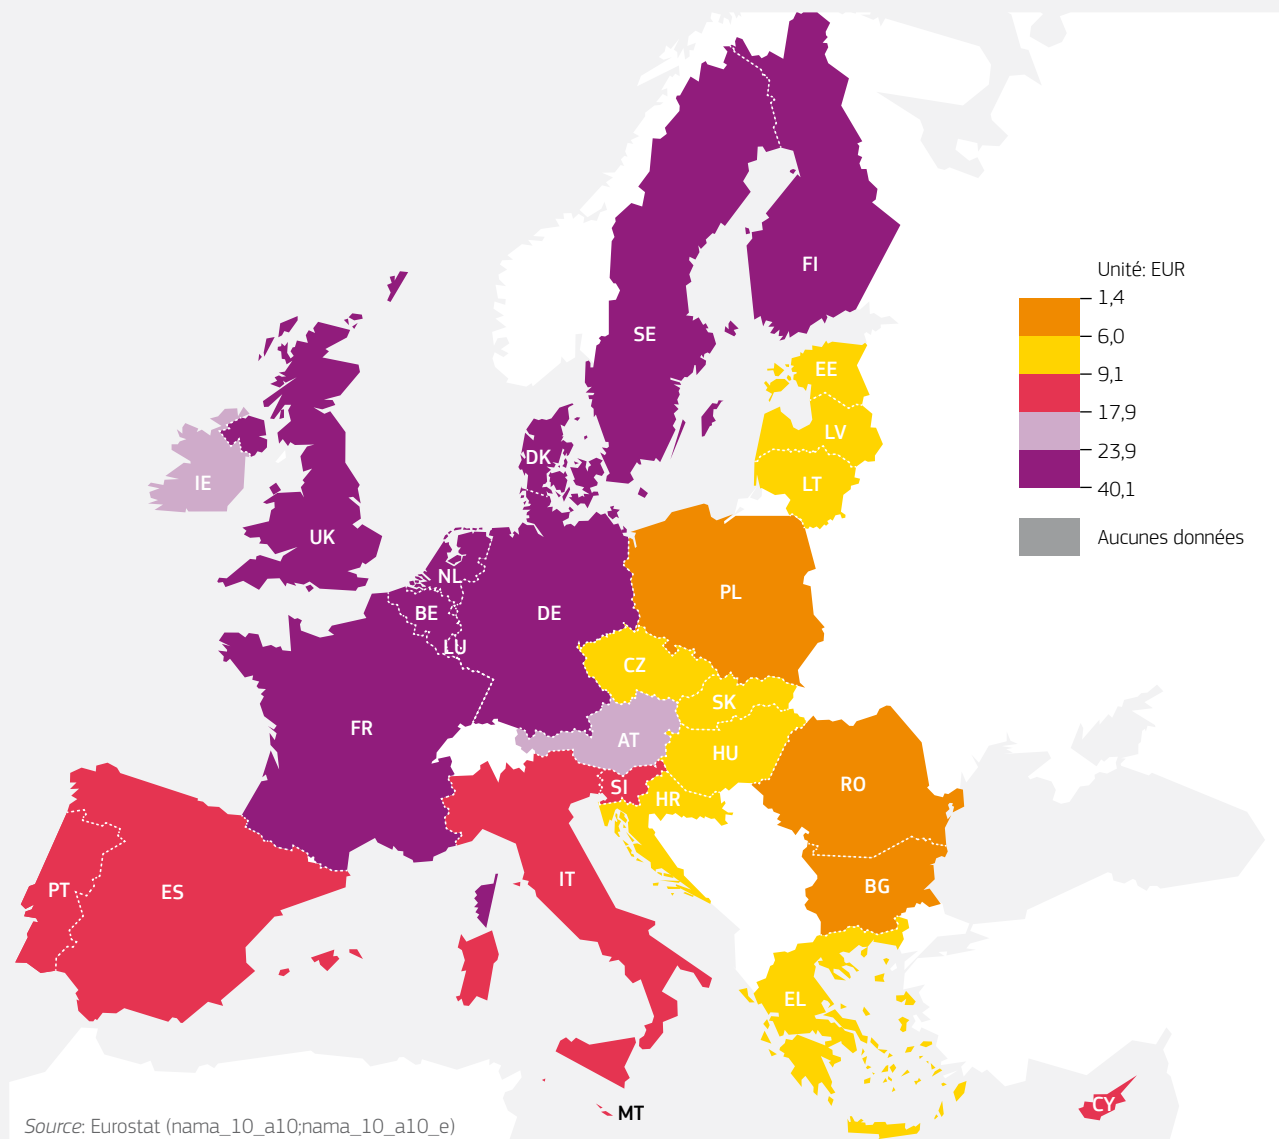 FI
Unité: EUR
1,4
6,0
9,1
17,9
23,9
40,1
Aucunes données
SE
EE
LV
LT
DK
IE
UK
NL
BE
LU
DE
PL
CZ
SK
AT
HU
FR
SI
HR
RO
BG
IT
PT
ES
EL
CY
MT
Source: Eurostat (nama_10_a10;nama_10_a10_e)